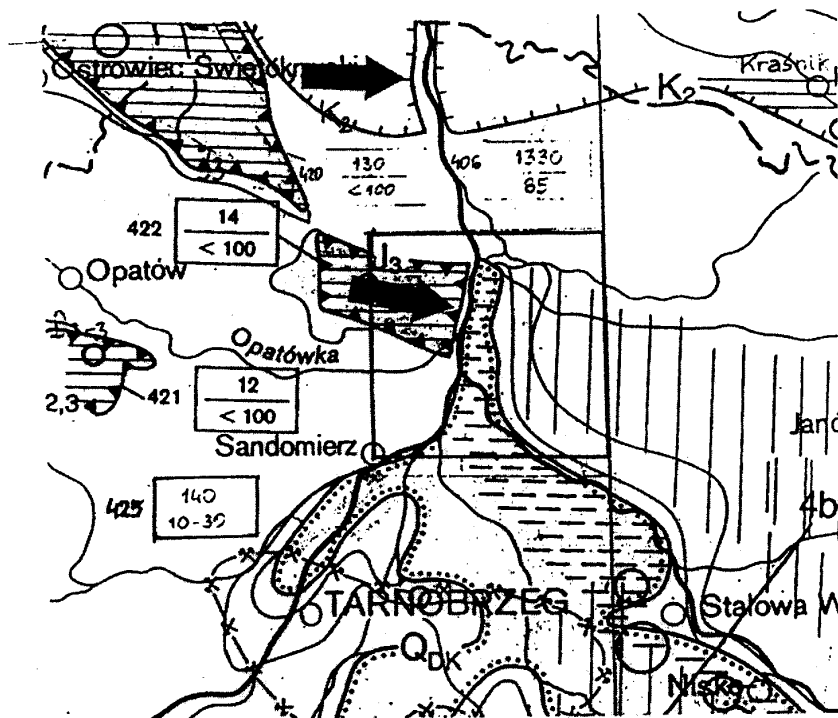 Ostrowiec Świętokrzyski
Kraśnik
K2
K2
420
130
< 100
406
1330
85
422
14
< 100
J3
Opatów
Opatówka
12
< 100
2,3
421
Sandomierz
Janó
425
140
10-30
4b
TARNOBRZEG
Stalowa W
QDK
Nisko